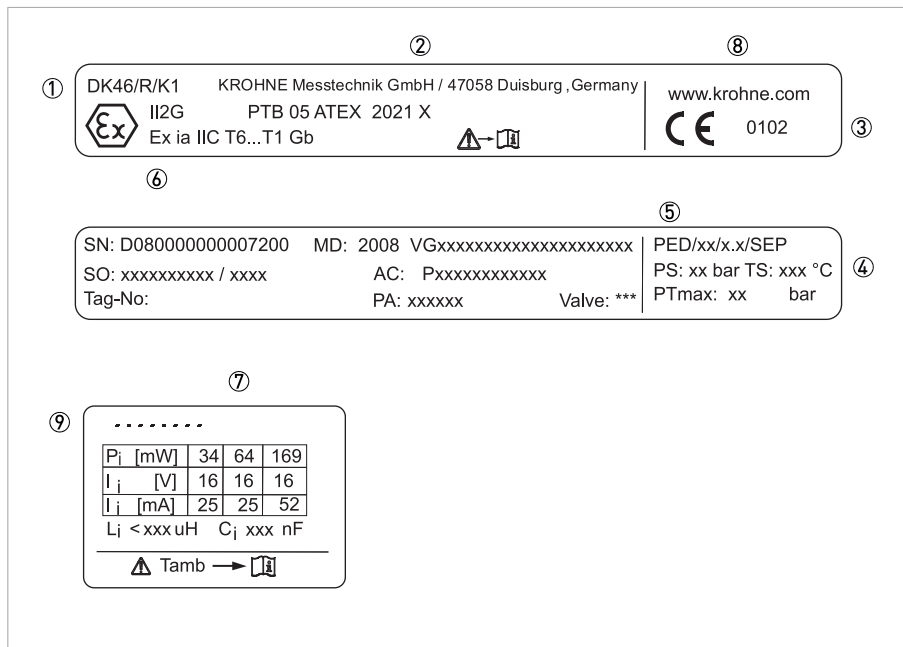 ② ⑧
① DK46/R/K1 KROHNE Messtechnik GmbH / 47058 Duisburg ,Germany www.krohne.com
Ex II2G PTB 05 ATEX 2021 X CE 0102 ③
Ex ia IIC T6...T1 Gb
⑥
⑤
SN: D080000000007200 MD: 2008 VGxxxxxxxxxxxxxxxxxxxxx PED/xx/x.x/SEP
SO: xxxxxxxxxx / xxxx AC: Pxxxxxxxxxxxx PS: xx bar TS: xxx °C ④
Tag-No: PA: xxxxxx Valve: *** PTmax: xx bar
⑦
⑨
Pi [mW] 34 64 169
Ii [V] 16 16 16
Ii [mA] 25 25 52
Li < xxx uH Ci xxx nF
Tamb